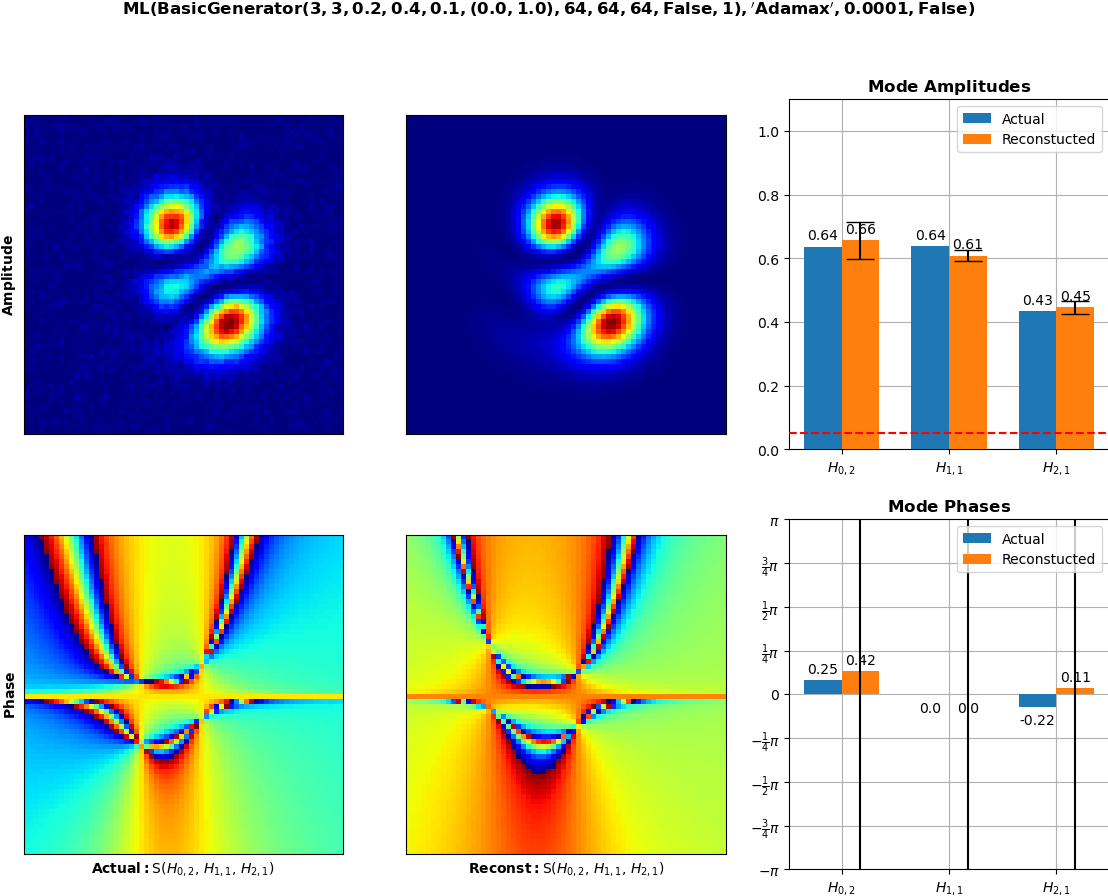 ML(BasicGenerator(3, 3, 0.2, 0.4, 0.1, (0.0, 1.0), 64, 64, 64, False, 1), ′Adamax′, 0.0001, False)
Amplitude
Mode Amplitudes
Actual
Reconstucted
1.0
0.8
0.6
0.4
0.2
0.0
0.64
0.66
0.64
0.61
0.43
0.45
H0, 2
H1, 1
H2, 1
Phase
Actual: S(H0, 2, H1, 1, H2, 1)
Reconst: S(H0, 2, H1, 1, H2, 1)
Mode Phases
Actual
Reconstucted
π
3/4π
1/2π
1/4π
0
−1/4π
−1/2π
−3/4π
−π
0.25
0.42
0.0
0.0
-0.22
0.11
H0, 2
H1, 1
H2, 1